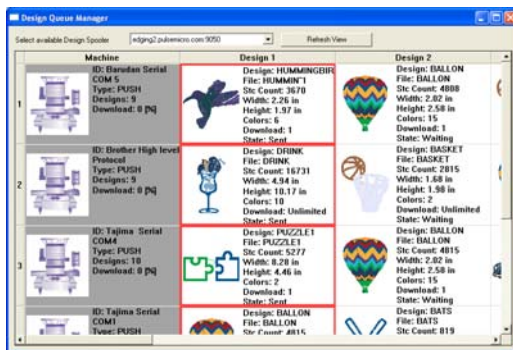 Design Queue Manager
Select available Design Spooler
edging2.pulsemicro.com:9050
Refresh View
Machine
Design 1
Design 2
1
ID: Barudan Serial
COM 5
Type: PUSH
Designs: 9
Download: 0 [%]
Design: HUMMINGBIR
File: HUMMIN~1
Stc Count: 3670
Width: 2.26 in
Height: 1.97 in
Colors: 6
Download: 1
State: Sent
Design: BALLON
File: BALLON
Stc Count: 4808
Width: 2.02 in
Height: 2.58 in
Colors: 15
Download: 1
State: Waiting
2
ID: Brother High level
Protocol
Type: PUSH
Designs: 9
Download: 0 [%]
Design: DRINK
File: DRINK
Stc Count: 16731
Width: 4.94 in
Height: 10.17 in
Colors: 10
Download: Unlimited
State: Sent
Design: BASKET
File: BASKET
Stc Count: 2815
Width: 1.68 in
Height: 1.98 in
Colors: 2
Download: Unlimited
State: Waiting
3
ID: Tajima Serial
COM4
Type: PUSH
Designs: 10
Download: 0 [%]
Design: PUZZLE1
File: PUZZLE1
Stc Count: 5277
Width: 8.28 in
Height: 4.46 in
Colors: 2
Download: 1
State: Sent
Design: BALLON
File: BALLON
Stc Count: 4815
Width: 2.02 in
Height: 2.58 in
Colors: 15
Download: 1
State: Waiting
ID: Tajima Serial
COM1
Type: PUSH
Design: BALLON
File: BALLON
Stc Count: 4815
Design: BATS
File: BATS
Stc Count: 819